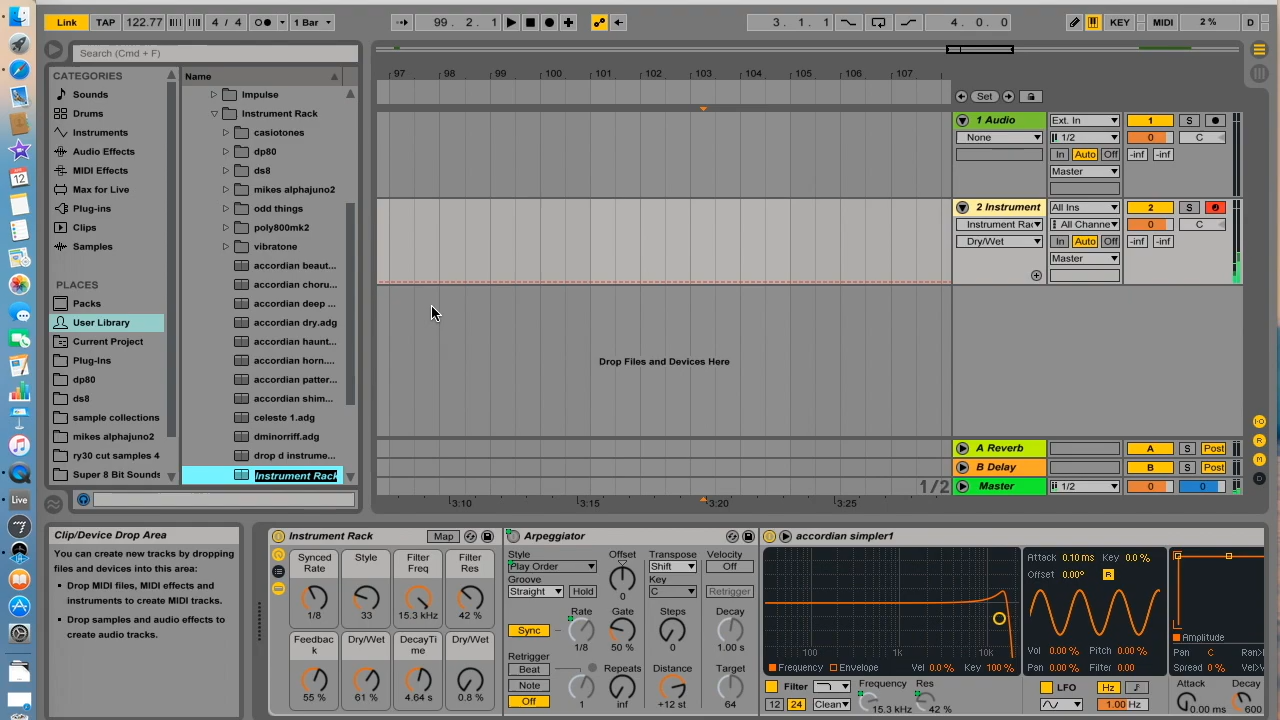 Link TAP 122.77 4 / 4 1 Bar 99. 2. 1 3. 1. 1 4. 0. 0 KEY MIDI 2 % D
Search (Cmd + F)
CATEGORIES
Sounds
Drums
Instruments
Audio Effects
MIDI Effects
Max for Live
Plug-ins
Clips
Samples
PLACES
Packs
User Library
Current Project
Plug-Ins
dp80
ds8
sample collections
mikes alphajuno2
ry30 cut samples 4
Super 8 Bit Sounds
Name
Impulse
Instrument Rack
casiotones
dp80
ds8
mikes alphajuno2
odd things
poly800mk2
vibratone
accordian beaut...
accordian choru...
accordian deep ...
accordian dry.adg
accordian haunt...
accordian horn....
accordian patter...
accordian shim...
celeste 1.adg
dminorriff.adg
drop d instrume...
Instrument Rack
97 98 99 100 101 102 103 104 105 106 107
Set
1 Audio Ext. In 1 S
None 1/2 0 C
In Auto Off -inf -inf
Master
2 Instrument All Ins 2 S
Instrument Rac All Channe 0 C
Dry/Wet In Auto Off -inf -inf
Master
Drop Files and Devices Here
A Reverb A S Post
B Delay B S Post
1/2 Master 1/2 0 0
3:10 3:15 3:20 3:25
Live
Clip/Device Drop Area
You can create new tracks by dropping
files and devices into this area:
Drop MIDI files, MIDI effects and
instruments to create MIDI tracks.
Drop samples and audio effects to
create audio tracks.
Instrument Rack Map
Synced Rate Style Filter Freq Filter Res
1/8 33 15.3 kHz 42 %
Feedbac k Dry/Wet DecayTi me Dry/Wet
55 % 61 % 4.64 s 0.8 %
Arpeggiator
Style Offset Transpose Velocity
Play Order Shift Off
Groove Key Retrigger
Straight Hold 0 C
Rate Gate Steps Decay
Sync 1/8 50 % 0 1.00 s
Retrigger
Beat Repeats Distance Target
Note
Off 1 inf +12 st 64
accordian simpler1
100 1k 10k
Frequency Envelope Vel 0.0 % Key 100 %
Filter Frequency Res
12 24 Clean 15.3 kHz 42 %
Attack 0.10 ms Key 0.0 %
Offset 0.00° R
Vol 0.00 % Pitch 0.00 %
Pan 0.00 % Filter 0.00
LFO Hz
1.00 Hz
Amplitude
Pan C
Spread 0 % Vel>
Attack Decay
0.00 ms 600